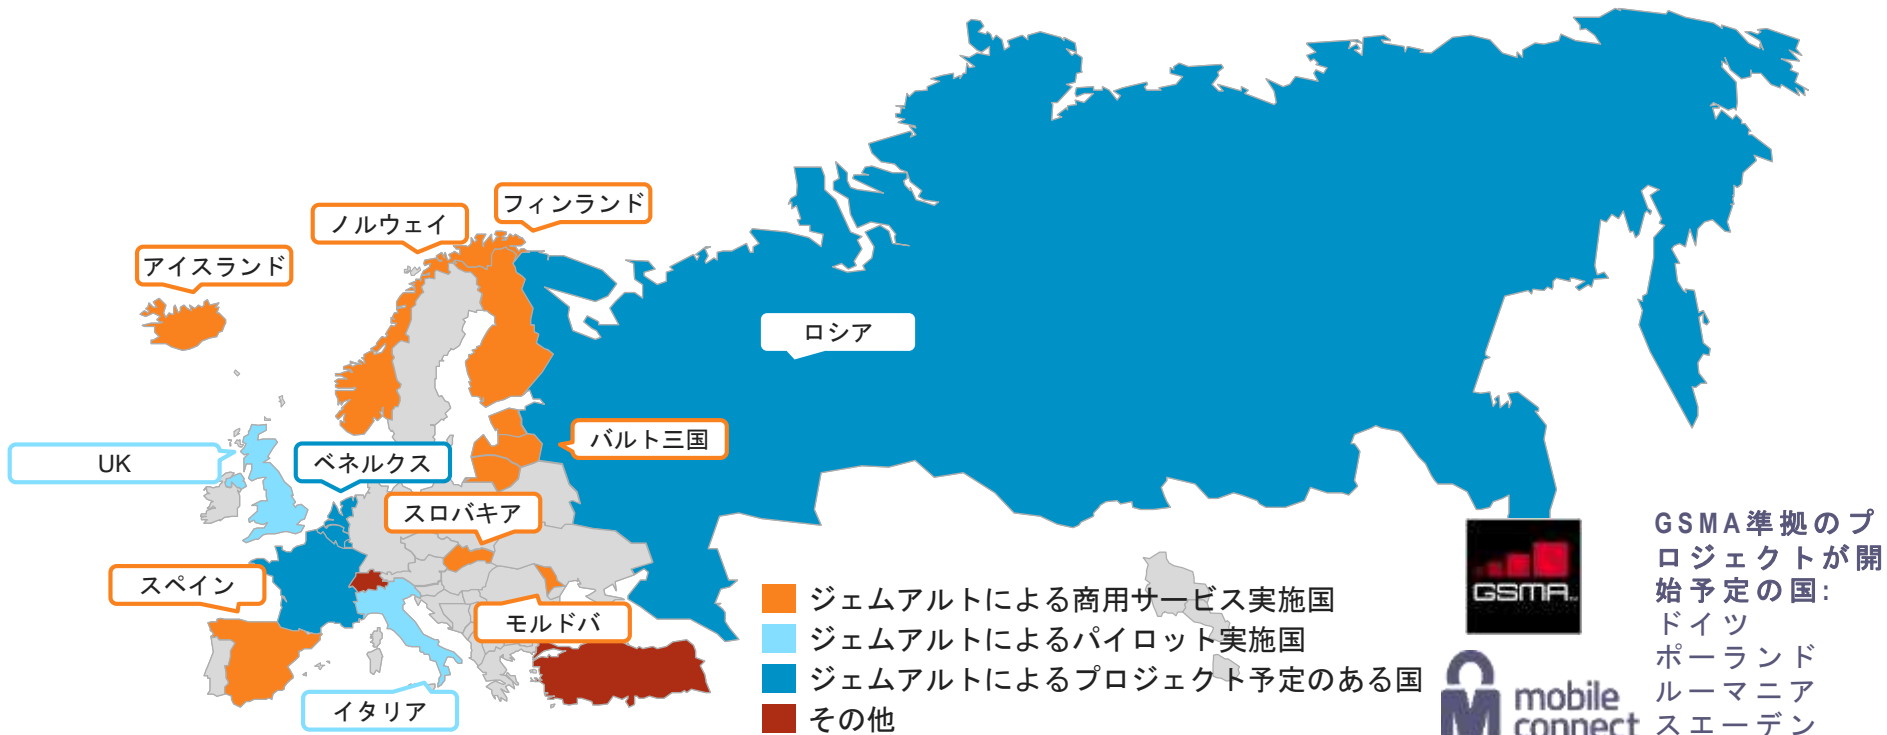 フィンランド
ノルウェイ
アイスランド
ロシア
バルト三国
UK
ベネルクス
スロバキア
スペイン
モルドバ
イタリア
ジェムアルトによる商用サービス実施国
ジェムアルトによるパイロット実施国
ジェムアルトによるプロジェクト予定のある国
その他
GSMA
GSMA準拠のプ
ロジェクトが開
始予定の国:
ドイツ
ポーランド
ルーマニア
スエーデン
mobile
connect